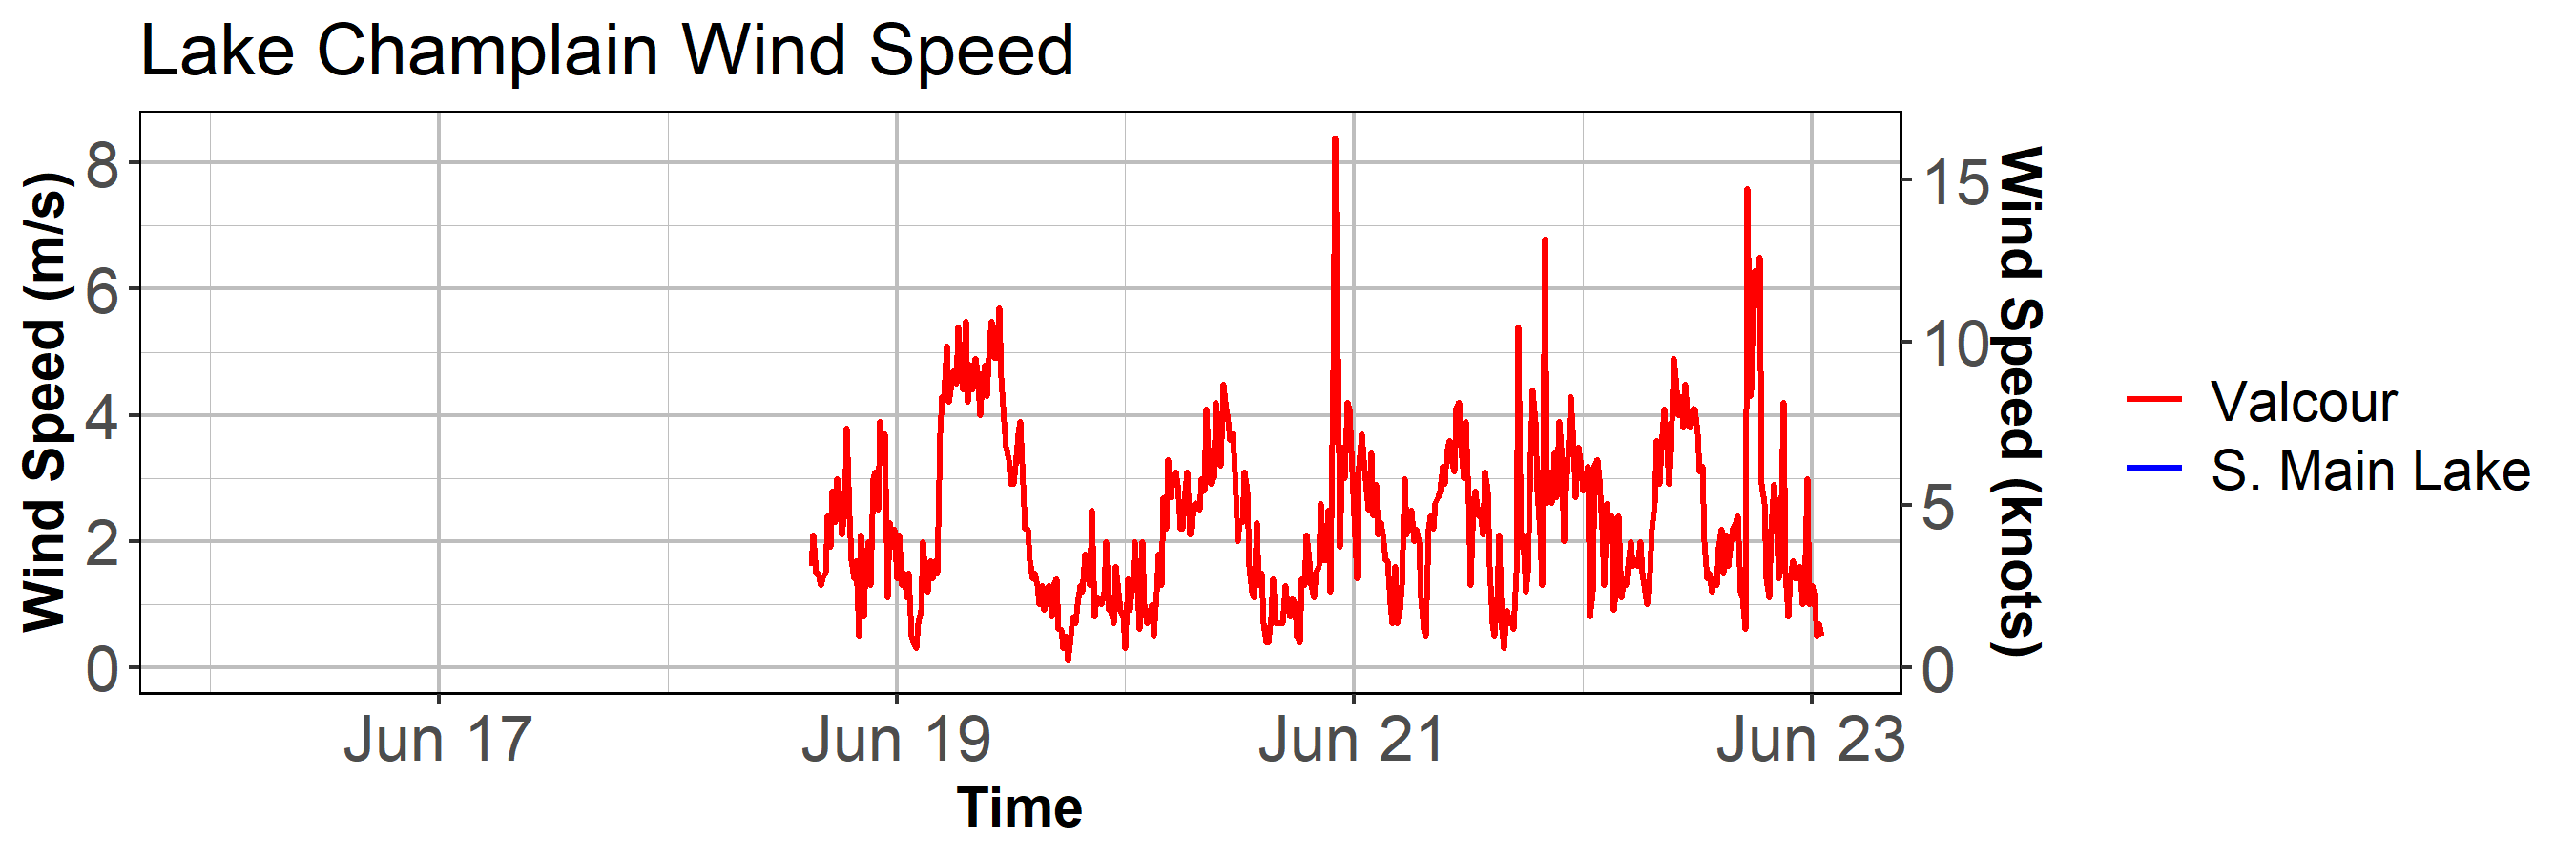 Lake Champlain Wind Speed
Wind Speed (m/s)
8
6
4
2
0
15
10
5
0
Wind Speed (knots)
Jun 17
Jun 19
Jun 21
Jun 23
Time
Valcour
S. Main Lake